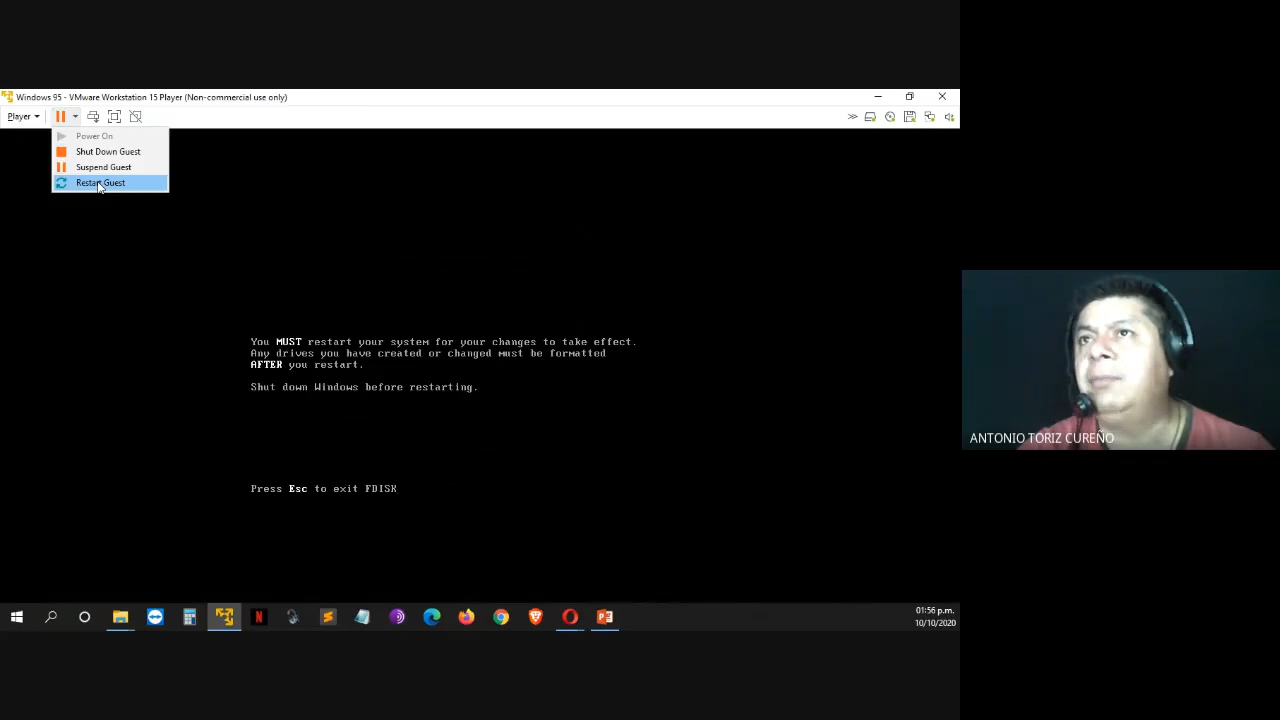 Windows 95 - VMware Workstation 15 Player (Non-commercial use only)
Player
Power On
Shut Down Guest
Suspend Guest
Restart Guest
You MUST restart your system for your changes to take effect.
Any drives you have created or changed must be formatted
AFTER you restart.
Shut down Windows before restarting.
Press Esc to exit FDISK
ANTONIO TORIZ CUREÑO
01:56 p.m.
10/10/2020